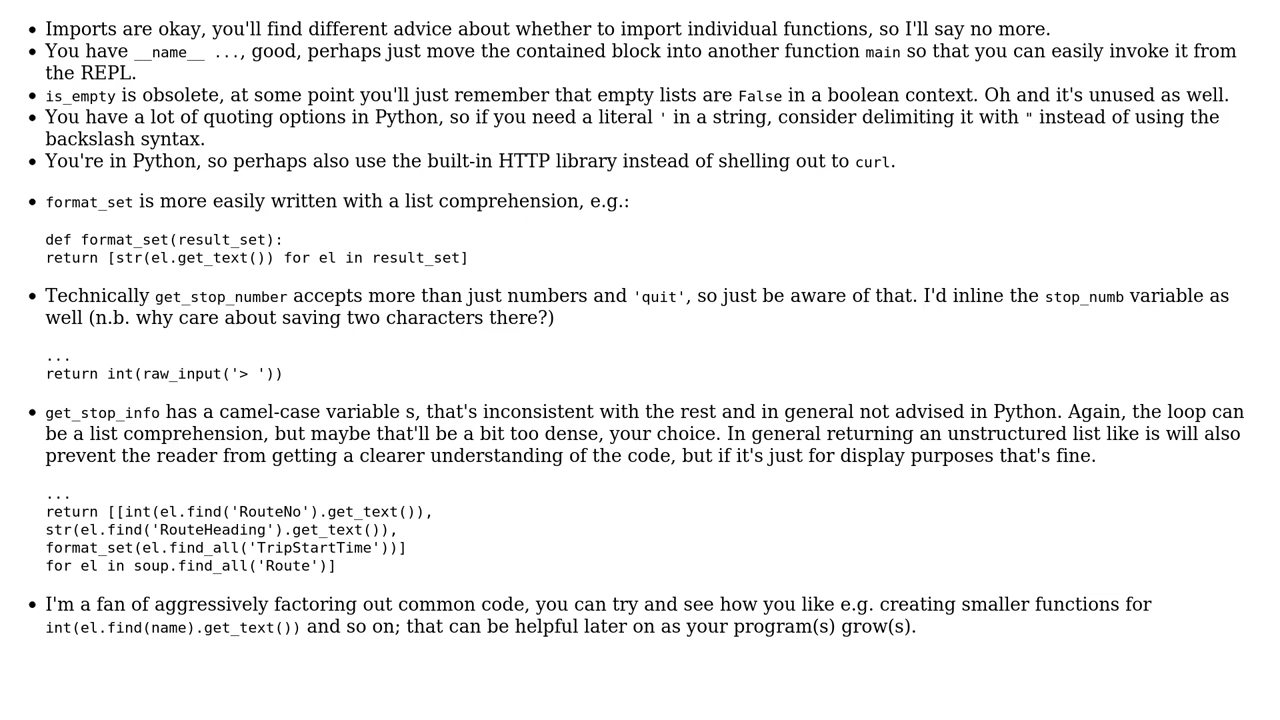 Imports are okay, you'll find different advice about whether to import individual functions, so I'll say no more.
You have __name__ ..., good, perhaps just move the contained block into another function main so that you can easily invoke it from
the REPL.
is_empty is obsolete, at some point you'll just remember that empty lists are False in a boolean context. Oh and it's unused as well.
You have a lot of quoting options in Python, so if you need a literal ' in a string, consider delimiting it with " instead of using the
backslash syntax.
You're in Python, so perhaps also use the built-in HTTP library instead of shelling out to curl.
format_set is more easily written with a list comprehension, e.g.:
def format_set(result_set):
return [str(el.get_text()) for el in result_set]
Technically get_stop_number accepts more than just numbers and 'quit', so just be aware of that. I'd inline the stop_numb variable as
well (n.b. why care about saving two characters there?)
...
return int(raw_input('> '))
get_stop_info has a camel-case variable s, that's inconsistent with the rest and in general not advised in Python. Again, the loop can
be a list comprehension, but maybe that'll be a bit too dense, your choice. In general returning an unstructured list like is will also
prevent the reader from getting a clearer understanding of the code, but if it's just for display purposes that's fine.
...
return [[int(el.find('RouteNo').get_text()),
str(el.find('RouteHeading').get_text()),
format_set(el.find_all('TripStartTime'))]
for el in soup.find_all('Route')]
I'm a fan of aggressively factoring out common code, you can try and see how you like e.g. creating smaller functions for
int(el.find(name).get_text()) and so on; that can be helpful later on as your program(s) grow(s).